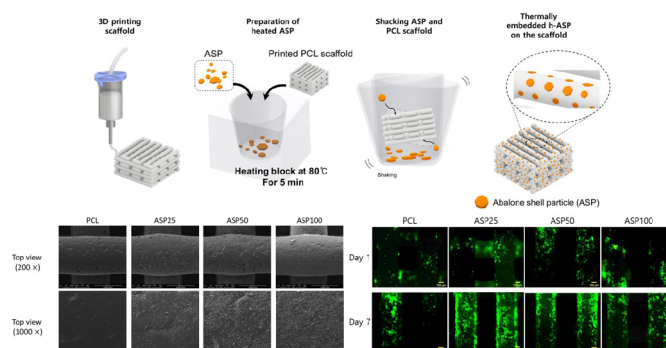 3D printing
scaffold
Preparation of
heated ASP
Shacking ASP and
PCL scaffold
Thermally
embedded h-ASP
on the scaffold
ASP
Printed PCL scaffold
Heating block at 80℃
For 5 min
Shaking
Abalone shell particle (ASP)
PCL
ASP25
ASP50
ASP100
Top view
(200 ×)
Top view
(1000 ×)
PCL
ASP25
ASP50
ASP100
Day 1
Day 7